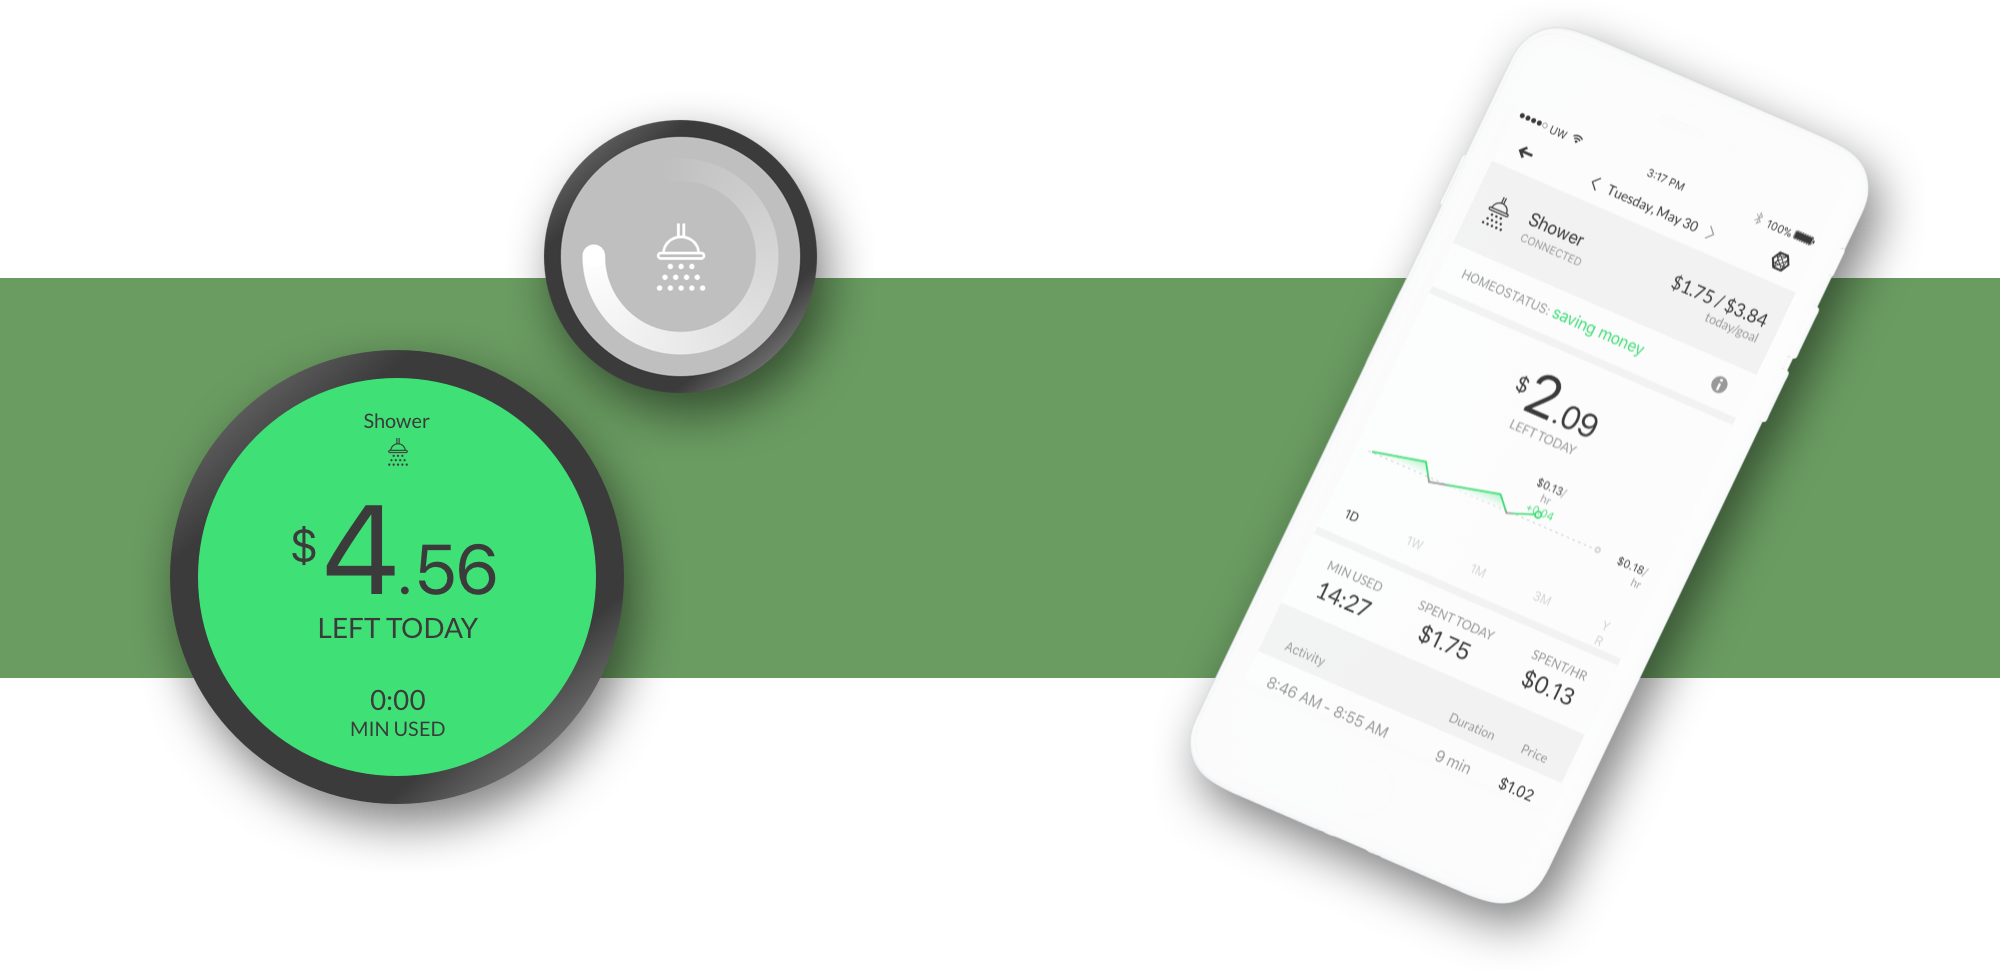 Shower
$4.56
LEFT TODAY
0:00
MIN USED
UW
3:17 PM
100%
Tuesday, May 30
Shower
CONNECTED
$1.75/$3.84
today/goal
HOMEOSTATUS: saving money
$2.09
LEFT TODAY
$0.13/
hr
+0.04
$0.18/
hr
1D
1W
1M
3M
Y
R
MIN USED
14:27
SPENT TODAY
$1.75
SPENT/HR
$0.13
Activity
Duration
Price
8:46 AM - 8:55 AM
9 min
$1.02